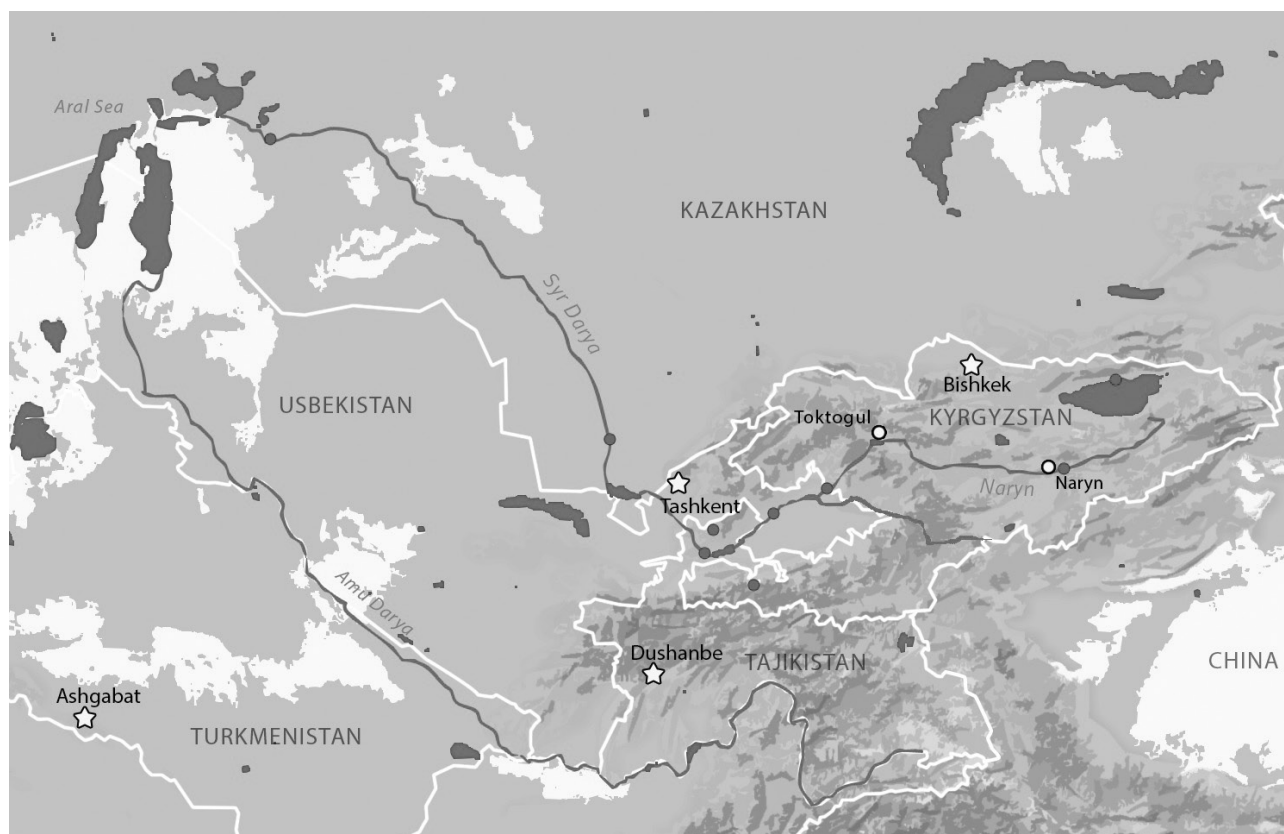 Aral Sea
KAZAKHSTAN
Syr Darya
Bishkek
USBEKISTAN
Toktogul
KYRGYZSTAN
Naryn
Naryn
Tashkent
Amu Darya
Dushanbe
TAJIKISTAN
CHINA
Ashgabat
TURKMENISTAN